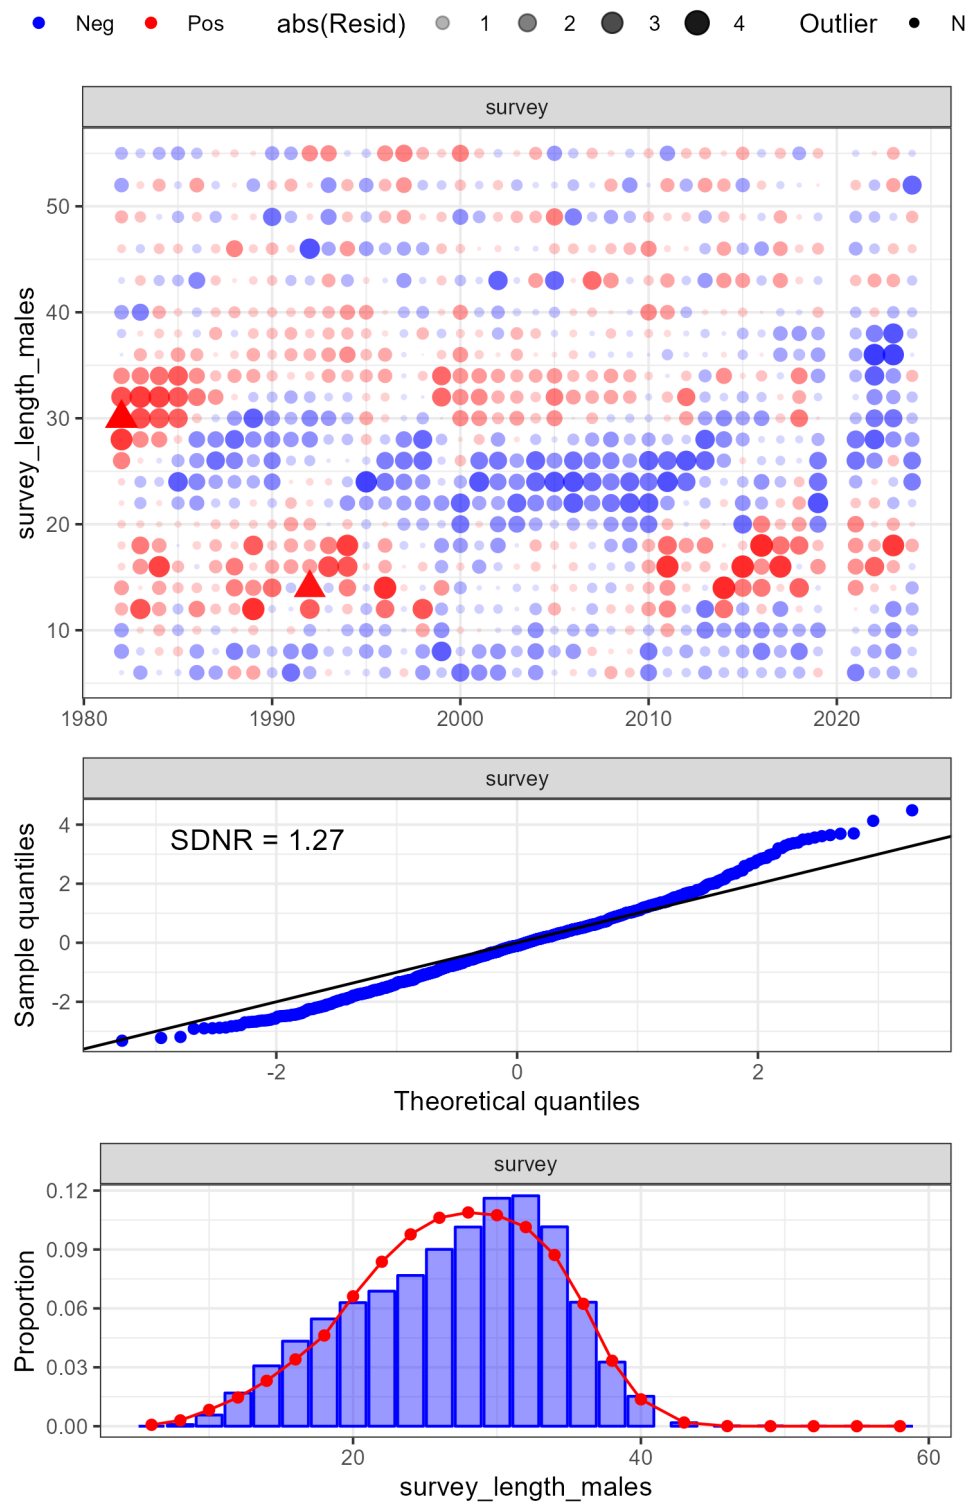 Neg Pos abs(Resid) 1 2 3 4 Outlier N
survey
survey_length_males
50
40
30
20
10
1980 1990 2000 2010 2020
survey
Sample quantiles
SDNR = 1.27
4
2
0
-2
-2 0 2
Theoretical quantiles
survey
Proportion
0.12
0.09
0.06
0.03
0.00
20 40 60
survey_length_males